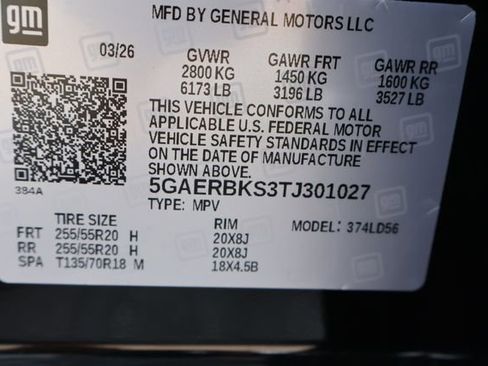 gm
MFD BY GENERAL MOTORS LLC
03/26 GVWR GAWR FRT GAWR RR
2800 KG 1450 KG 1600 KG
6173 LB 3196 LB 3527 LB
THIS VEHICLE CONFORMS TO ALL
APPLICABLE U.S. FEDERAL MOTOR
VEHICLE SAFETY STANDARDS IN EFFECT
ON THE DATE OF MANUFACTURE
SHOWN ABOVE.
384A
5GAERBKS3TJ301027
TYPE: MPV
TIRE SIZE RIM MODEL: 374LD56
FRT 255/55R20 H 20X8J
RR 255/55R20 H 20X8J
SPA T135/70R18 M 18X4.5B